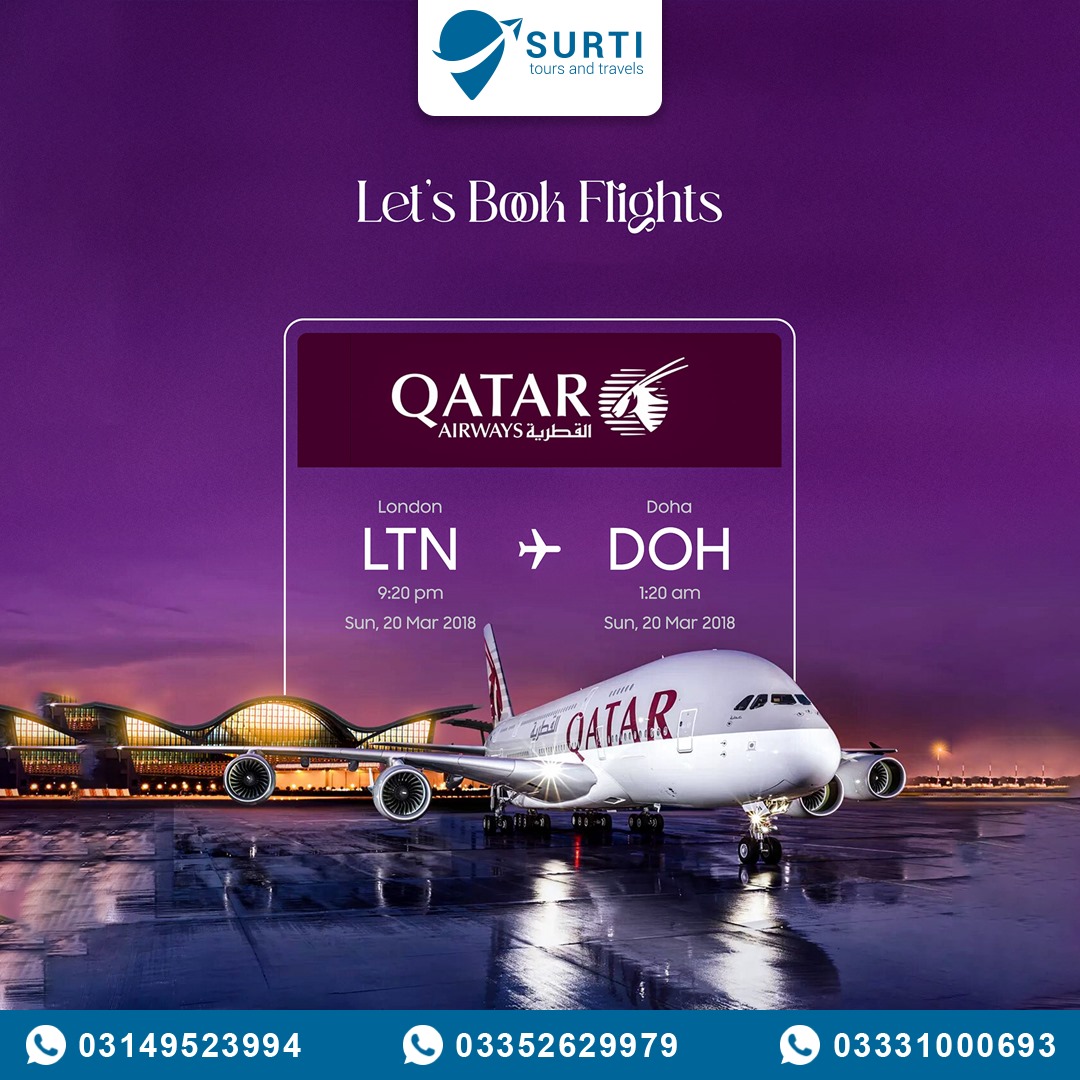 SURTI
tours and travels
Let's Book Flights
QATAR
AIRWAYS القطرية
London
Doha
LTN
DOH
9:20 pm
1:20 am
Sun, 20 Mar 2018
Sun, 20 Mar 2018
القطرية QATAR
03149523994
03352629979
03331000693